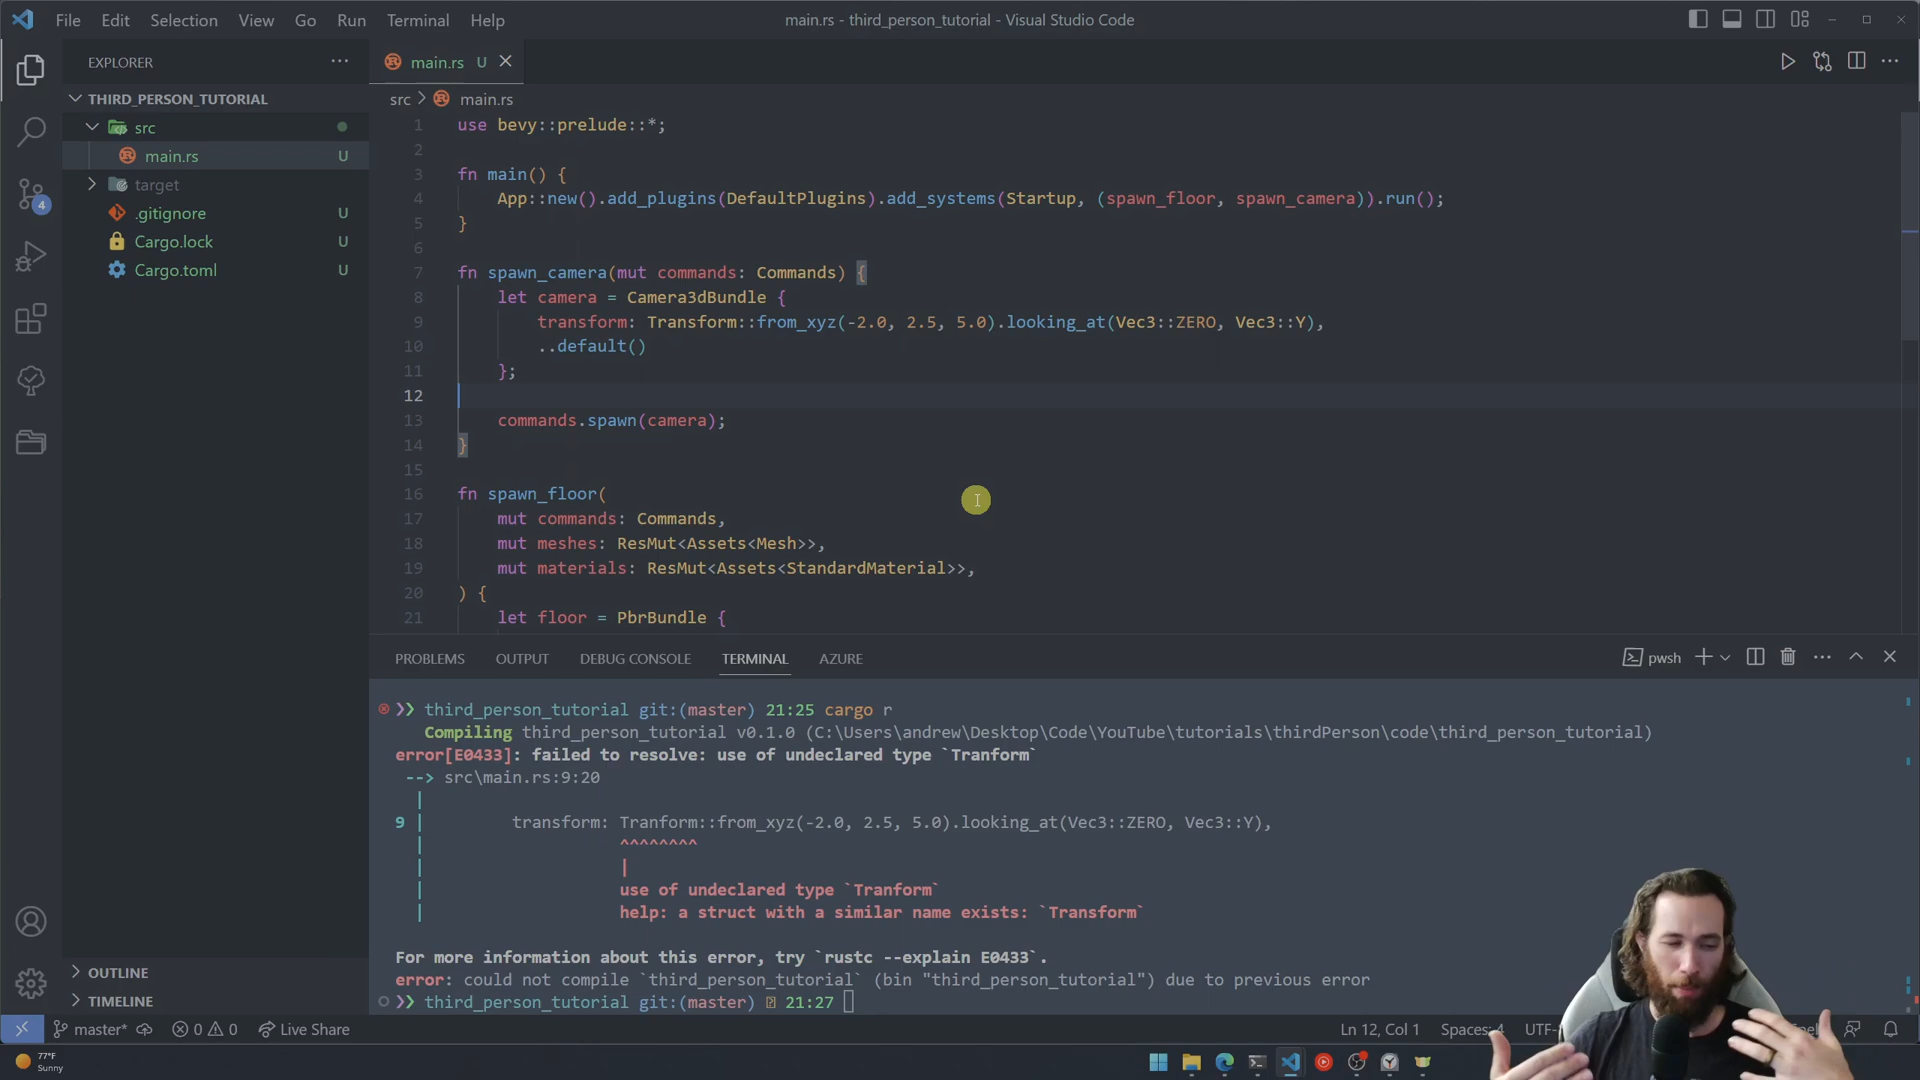 File Edit Selection View Go Run Terminal Help
main.rs - third_person_tutorial - Visual Studio Code
EXPLORER
main.rs U
THIRD_PERSON_TUTORIAL
src
main.rs U
target
.gitignore U
Cargo.lock U
Cargo.toml U
4
src > main.rs
1 use bevy::prelude::*;
2
3 fn main() {
4 App::new().add_plugins(DefaultPlugins).add_systems(Startup, (spawn_floor, spawn_camera)).run();
5 }
6
7 fn spawn_camera(mut commands: Commands) {
8 let camera = Camera3dBundle {
9 transform: Transform::from_xyz(-2.0, 2.5, 5.0).looking_at(Vec3::ZERO, Vec3::Y),
10 ..default()
11 };
12
13 commands.spawn(camera);
14 }
15
16 fn spawn_floor(
17 mut commands: Commands,
18 mut meshes: ResMut<Assets<Mesh>>,
19 mut materials: ResMut<Assets<StandardMaterial>>,
20 ) {
21 let floor = PbrBundle {
PROBLEMS OUTPUT DEBUG CONSOLE TERMINAL AZURE
pwsh
third_person_tutorial git:(master) 21:25 cargo r
Compiling third_person_tutorial v0.1.0 (C:\Users\andrew\Desktop\Code\YouTube\tutorials\thirdPerson\code\third_person_tutorial)
error[E0433]: failed to resolve: use of undeclared type `Tranform`
--> src\main.rs:9:20
|
9 | transform: Tranform::from_xyz(-2.0, 2.5, 5.0).looking_at(Vec3::ZERO, Vec3::Y),
| ^^^^^^^^
| |
| use of undeclared type `Tranform`
| help: a struct with a similar name exists: `Transform`
For more information about this error, try `rustc --explain E0433`.
error: could not compile `third_person_tutorial` (bin "third_person_tutorial") due to previous error
third_person_tutorial git:(master) 21:27
OUTLINE
TIMELINE
master* 0 0 Live Share
Ln 12, Col 1 Spaces: 4
77°F
Sunny